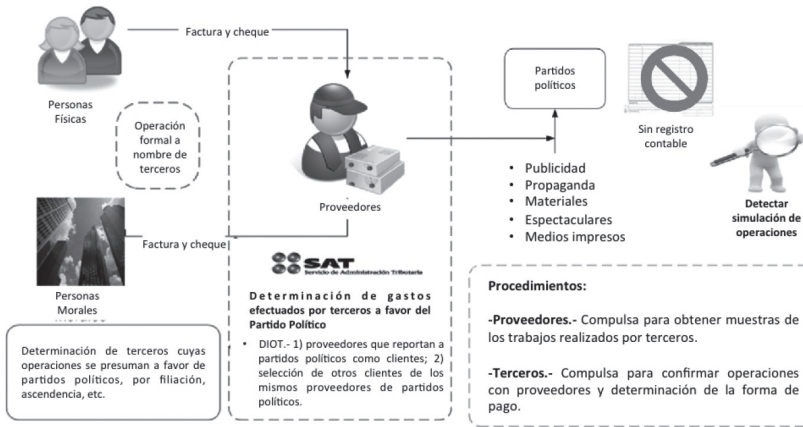 Factura y cheque
Personas
Físicas
Operación
formal a
nombre de
terceros
Factura y cheque
Personas
Morales
Determinación de terceros cuyas
operaciones se presuman a favor de
partidos políticos, por filiación,
ascendencia, etc.
Proveedores
SAT
Servicio de Administración Tributaria
Determinación de gastos
efectuados por terceros a favor del
Partido Político
• DIOT.- 1) proveedores que reportan a
partidos políticos como clientes; 2)
selección de otros clientes de los
mismos proveedores de partidos
políticos.
Partidos
políticos
• Publicidad
• Propaganda
• Materiales
• Espectaculares
• Medios impresos
Sin registro
contable
Detectar
simulación de
operaciones
Procedimientos:
-Proveedores.- Compulsa para obtener muestras de
los trabajos realizados por terceros.
-Terceros.- Compulsa para confirmar operaciones
con proveedores y determinación de la forma de
pago.